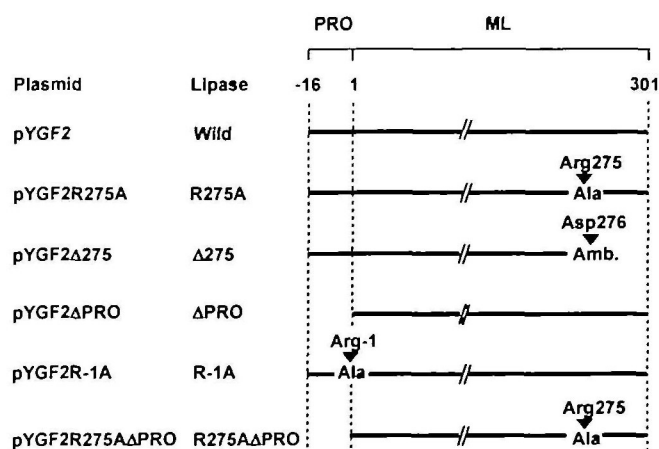 PRO ML
Plasmid Lipase -16 1 301
pYGF2 Wild
Arg275
pYGF2R275A R275A Ala
Asp276
pYGF2Δ275 Δ275 Amb.
pYGF2ΔPRO ΔPRO
Arg-1
pYGF2R-1A R-1A Ala
Arg275
pYGF2R275AΔPRO R275AΔPRO Ala